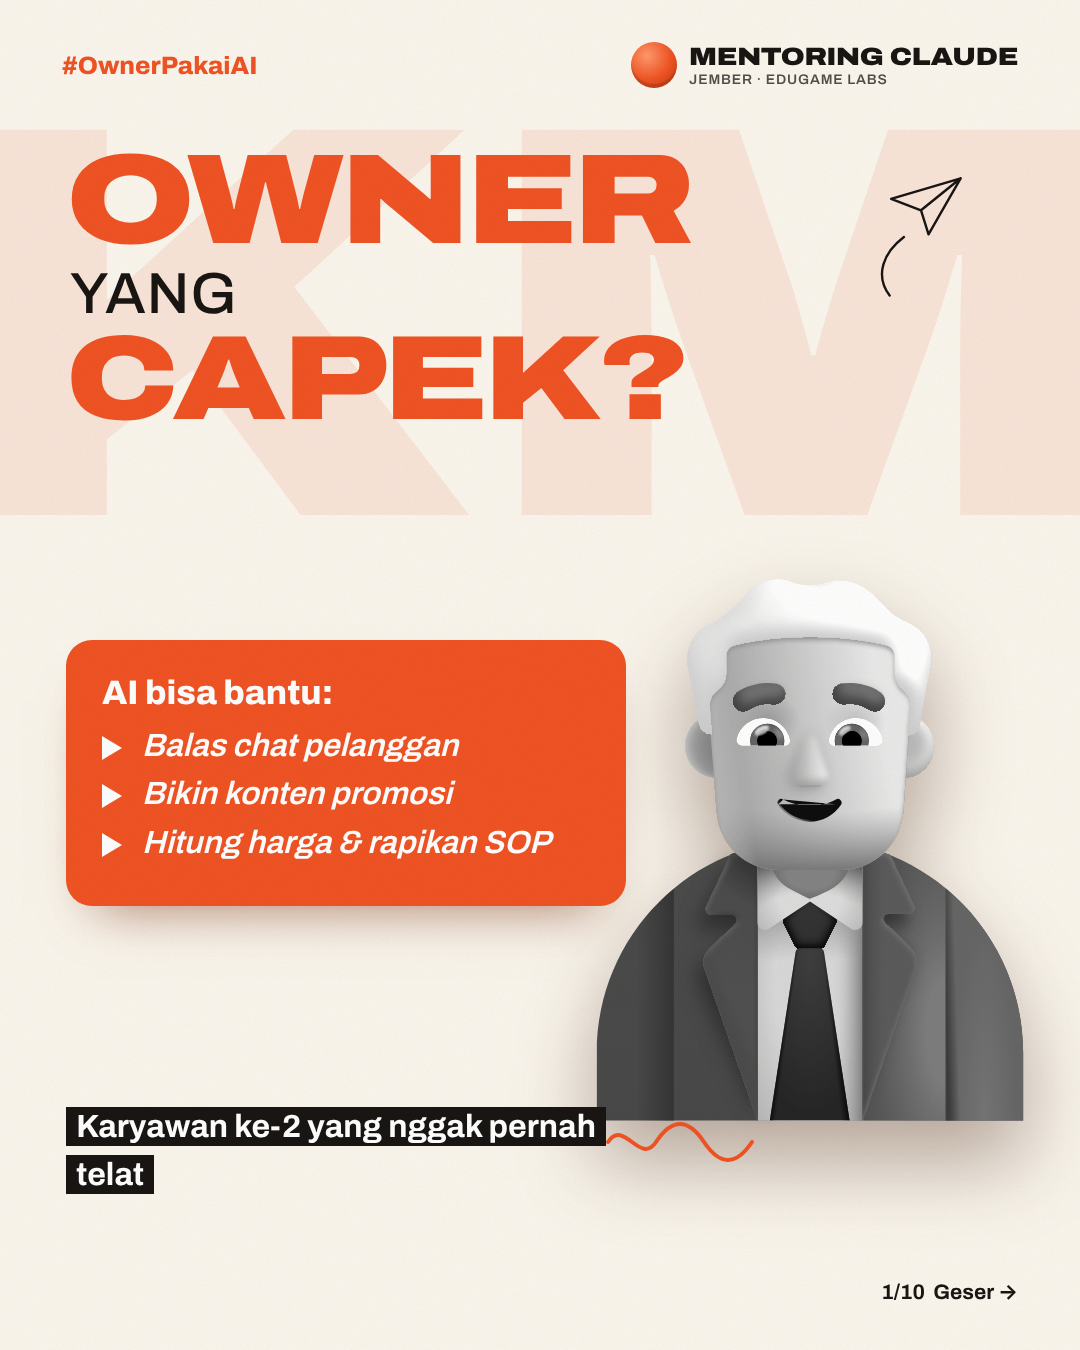 #OwnerPakaiAI
MENTORING CLAUDE
JEMBER · EDUGAME LABS
KM
OWNER
YANG
CAPEK?
AI bisa bantu:
Balas chat pelanggan
Bikin konten promosi
Hitung harga & rapikan SOP
Karyawan ke-2 yang nggak pernah
telat
1/10 Geser →